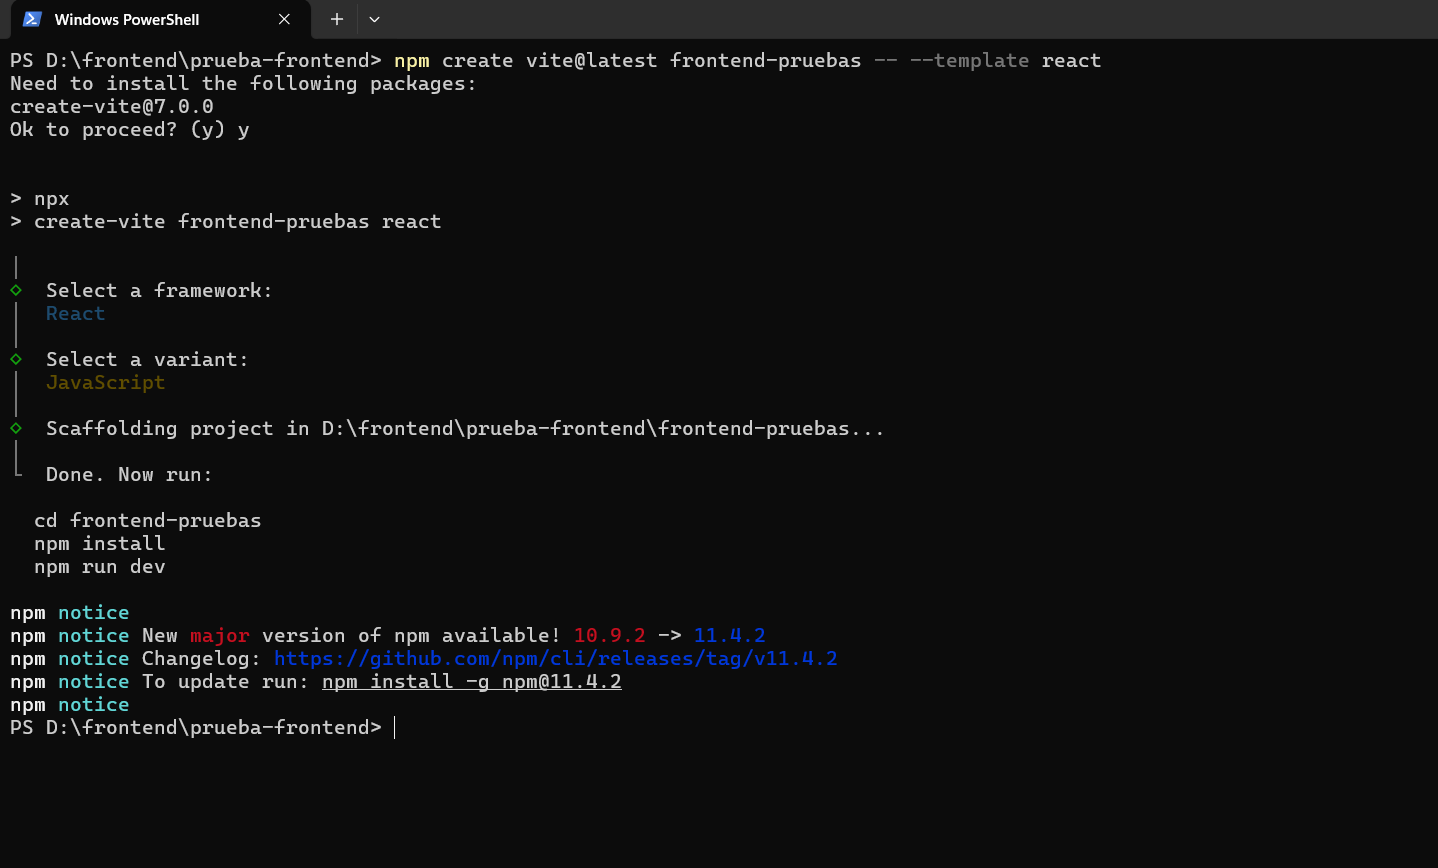 Windows PowerShell
PS D:\frontend\prueba-frontend> npm create vite@latest frontend-pruebas -- --template react
Need to install the following packages:
create-vite@7.0.0
Ok to proceed? (y) y
> npx
> create-vite frontend-pruebas react
Select a framework:
React
Select a variant:
JavaScript
Scaffolding project in D:\frontend\prueba-frontend\frontend-pruebas...
Done. Now run:
cd frontend-pruebas
npm install
npm run dev
npm notice
npm notice New major version of npm available! 10.9.2 -> 11.4.2
npm notice Changelog: https://github.com/npm/cli/releases/tag/v11.4.2
npm notice To update run: npm install -g npm@11.4.2
npm notice
PS D:\frontend\prueba-frontend>